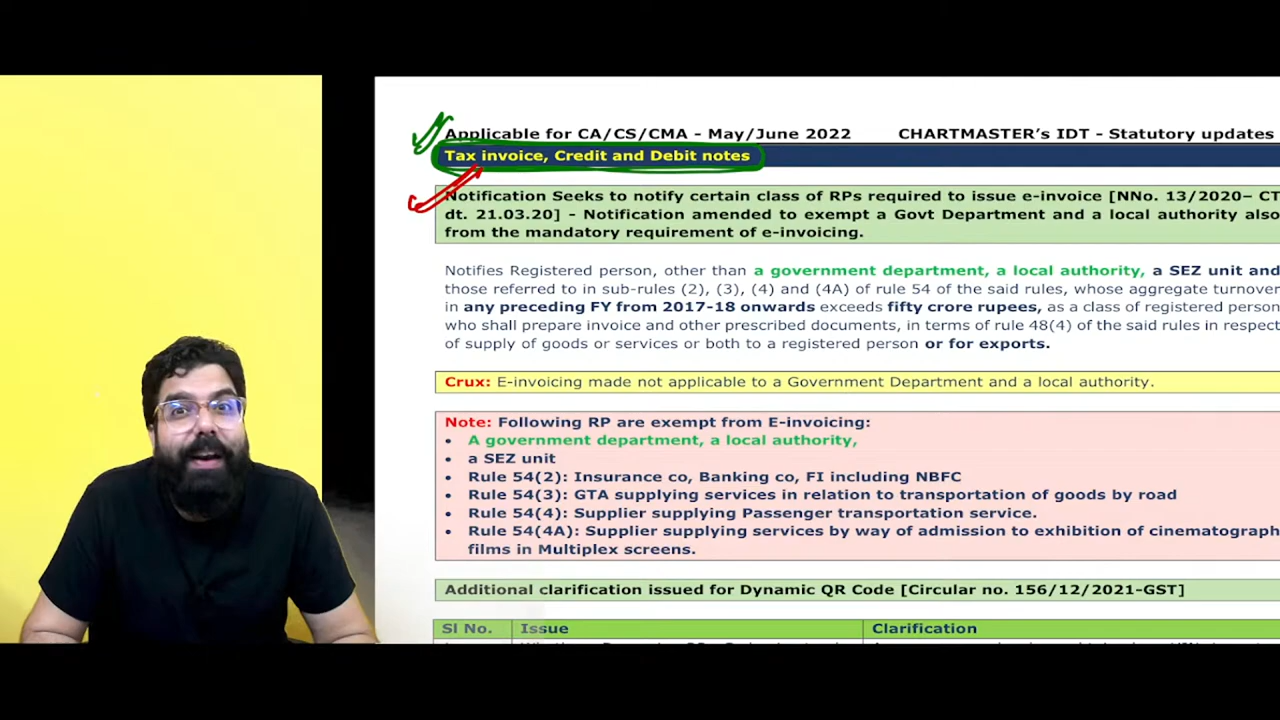 Applicable for CA/CS/CMA - May/June 2022 CHARTMASTER's IDT - Statutory updates
Tax invoice, Credit and Debit notes
Notification Seeks to notify certain class of RPs required to issue e-invoice [NNo. 13/2020– CT
dt. 21.03.20] - Notification amended to exempt a Govt Department and a local authority also
from the mandatory requirement of e-invoicing.
Notifies Registered person, other than a government department, a local authority, a SEZ unit and
those referred to in sub-rules (2), (3), (4) and (4A) of rule 54 of the said rules, whose aggregate turnover
in any preceding FY from 2017-18 onwards exceeds fifty crore rupees, as a class of registered person
who shall prepare invoice and other prescribed documents, in terms of rule 48(4) of the said rules in respect
of supply of goods or services or both to a registered person or for exports.
Crux: E-invoicing made not applicable to a Government Department and a local authority.
Note: Following RP are exempt from E-invoicing:
• A government department, a local authority,
• a SEZ unit
• Rule 54(2): Insurance co, Banking co, FI including NBFC
• Rule 54(3): GTA supplying services in relation to transportation of goods by road
• Rule 54(4): Supplier supplying Passenger transportation service.
• Rule 54(4A): Supplier supplying services by way of admission to exhibition of cinematograph
films in Multiplex screens.
Additional clarification issued for Dynamic QR Code [Circular no. 156/12/2021-GST]
Sl No. Issue Clarification